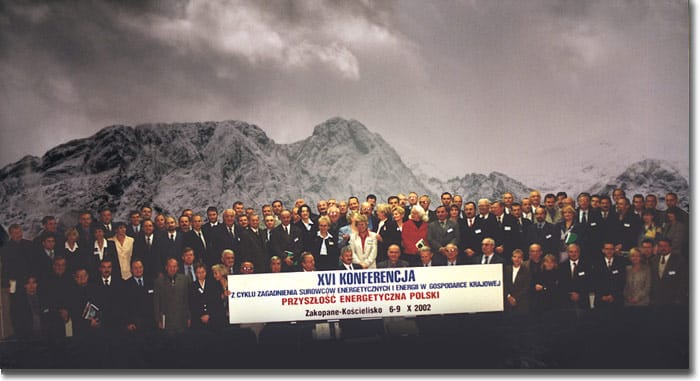 XVI KONFERENCJA
Z CYKLU ZAGADNIENIA SUROWCÓW ENERGETYCZNYCH I ENERGII W GOSPODARCE KRAJOWEJ
PRZYSZŁOŚĆ ENERGETYCZNA POLSKI
Zakopane-Kościelisko 6-9 X 2002